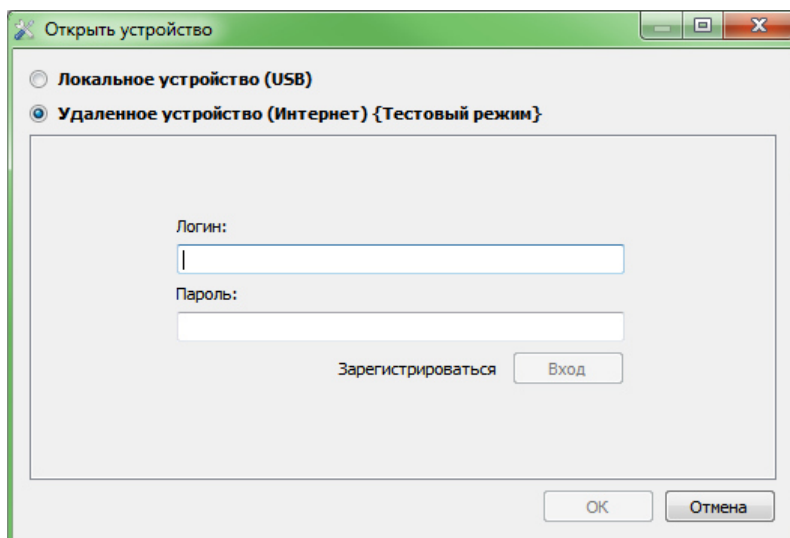 Открыть устройство
Локальное устройство (USB)
Удаленное устройство (Интернет) {Тестовый режим}
Логин:
Пароль:
Зарегистрироваться Вход
OK Отмена